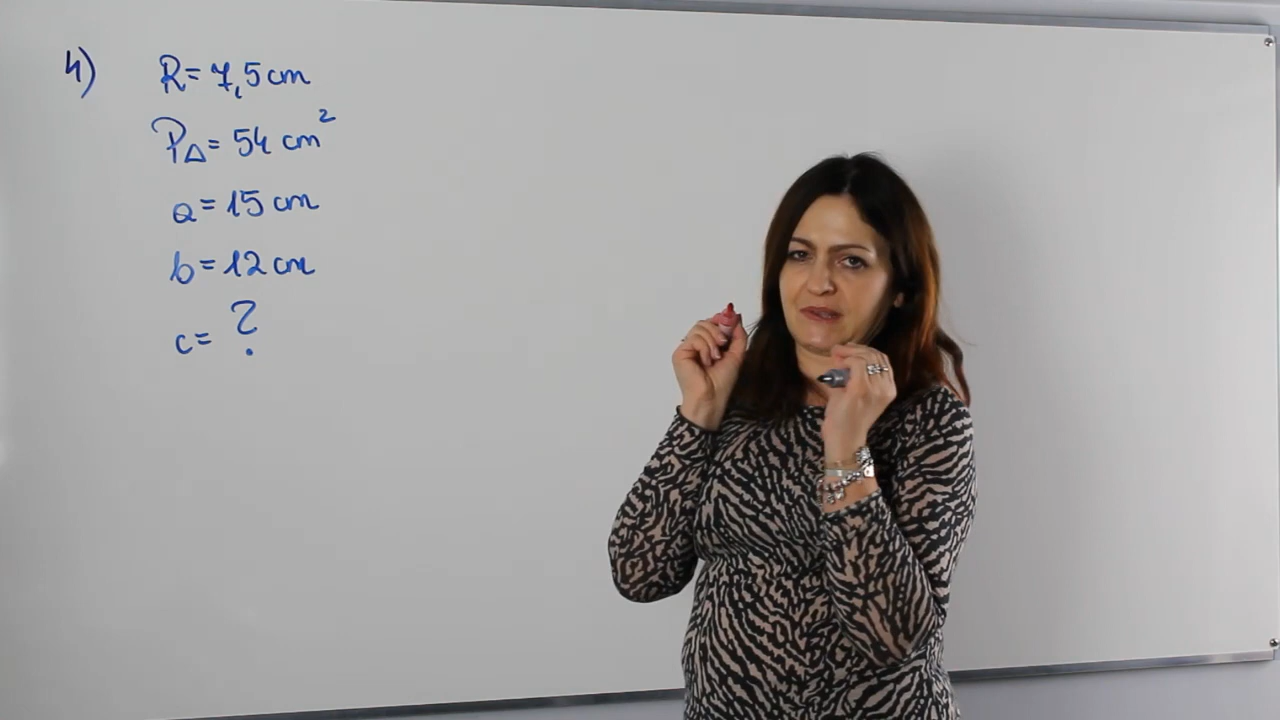 4) R = 7,5 cm
P△ = 54 cm²
a = 15 cm
b = 12 cm
c = ?